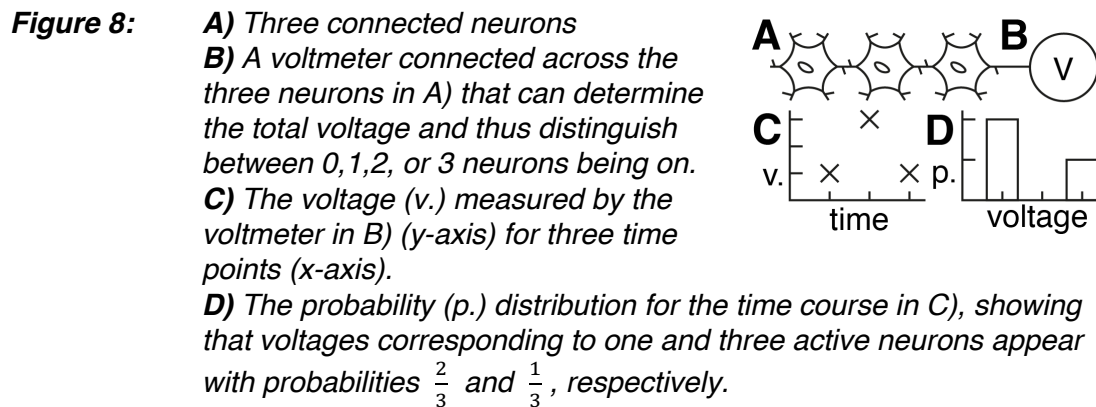 Figure 8: A) Three connected neurons
B) A voltmeter connected across the
three neurons in A) that can determine
the total voltage and thus distinguish
between 0,1,2, or 3 neurons being on.
C) The voltage (v.) measured by the
voltmeter in B) (y-axis) for three time
points (x-axis).
D) The probability (p.) distribution for the time course in C), showing
that voltages corresponding to one and three active neurons appear
with probabilities 2/3 and 1/3, respectively.
A
B
V
C
v.
time
D
p.
voltage